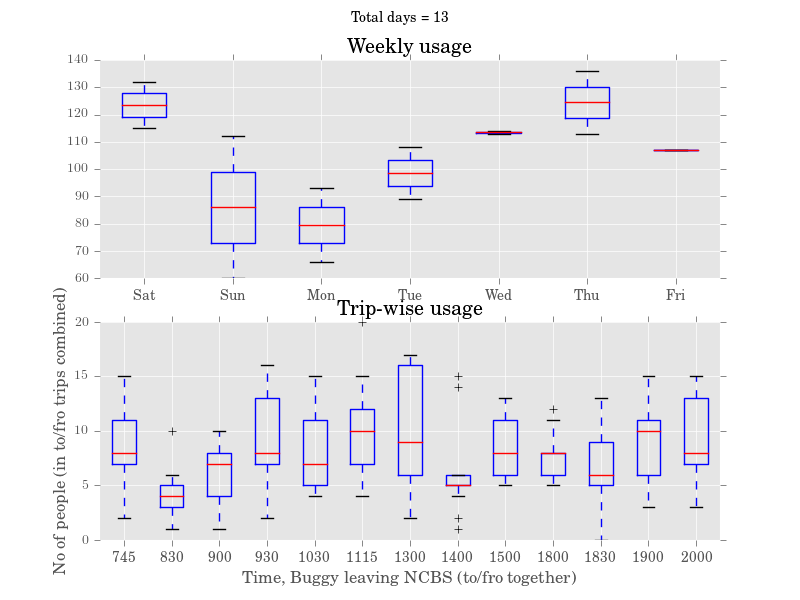 Total days = 13
Weekly usage
140
130
120
110
100
90
80
70
60
Sat Sun Mon Tue Wed Thu Fri
Trip-wise usage
No of people (in to/fro trips combined)
20
15
10
5
0
745 830 900 930 1030 1115 1300 1400 1500 1800 1830 1900 2000
Time, Buggy leaving NCBS (to/fro together)